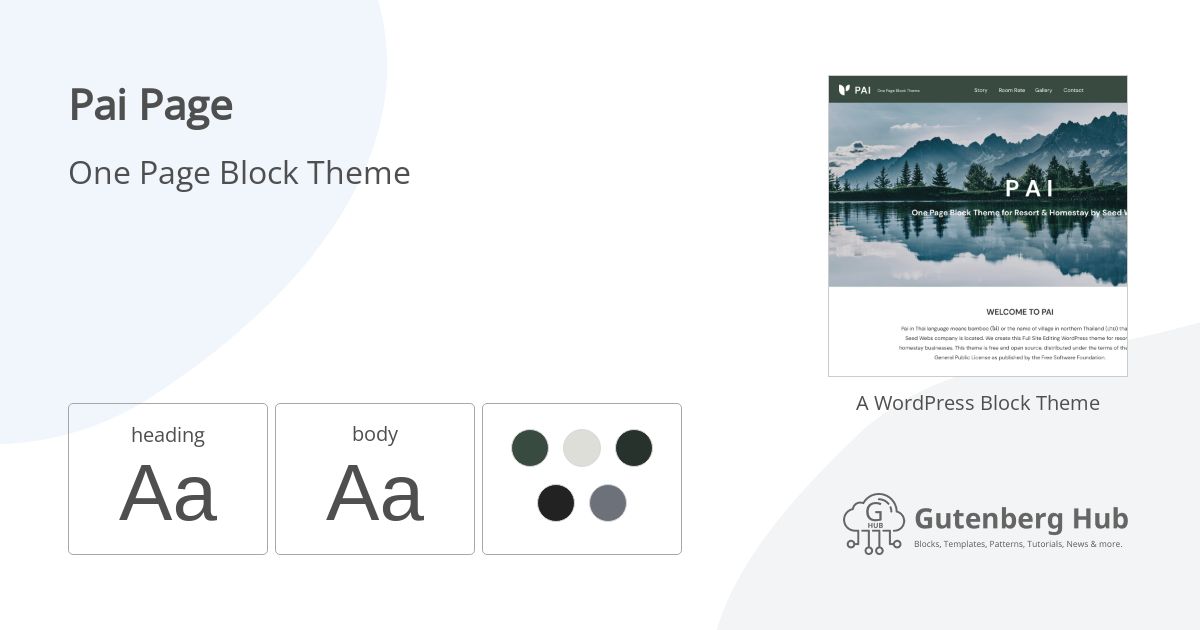 Pai Page
One Page Block Theme
PAI One Page Block Theme Story Room Rate Gallery Contact
PAI
One Page Block Theme for Resort & Homestay by Seed W
WELCOME TO PAI
Pai in Thai language means bamboo (ไผ่) or the name of village in northern Thailand (ปาย) tha
Seed Webs company is located. We create this Full Site Editing WordPress theme for resor
homestay businesses. This theme is free and open source, distributed under the terms of the
General Public License as published by the Free Software Foundation.
A WordPress Block Theme
heading
Aa
body
Aa
G
HUB
Gutenberg Hub
Blocks, Templates, Patterns, Tutorials, News & more.